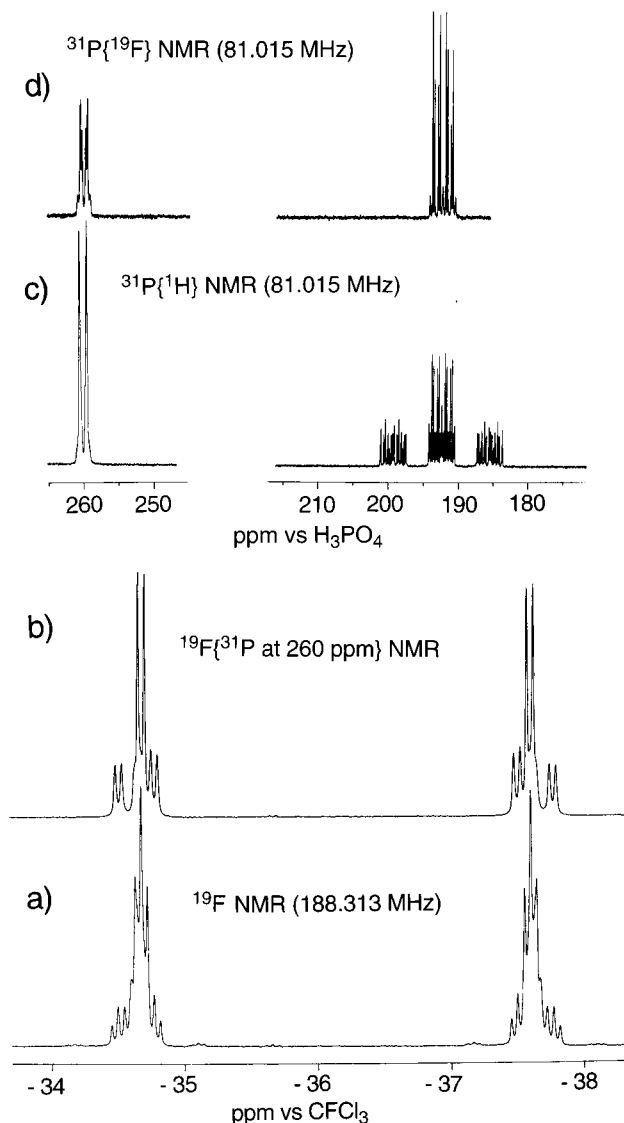 ³¹P{¹⁹F} NMR (81.015 MHz)
d)
c)
³¹P{¹H} NMR (81.015 MHz)
260 250 210 200 190 180
ppm vs H₃PO₄
b)
¹⁹F{³¹P at 260 ppm} NMR
a)
¹⁹F NMR (188.313 MHz)
- 34 - 35 - 36 - 37 - 38
ppm vs CFCl₃